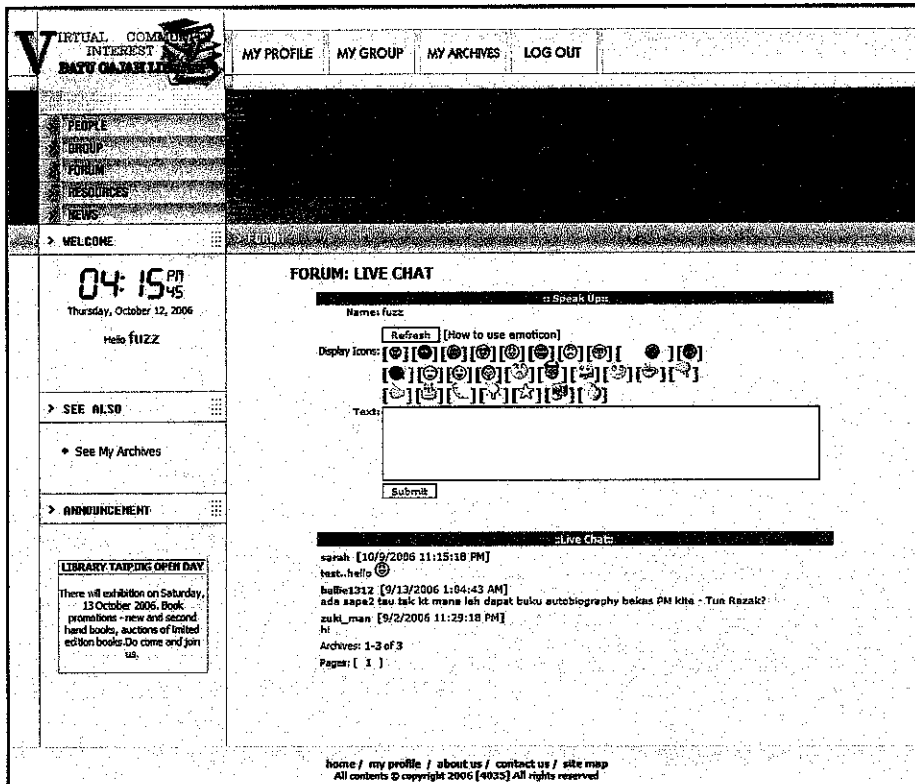 VIRTUAL COMMUNITY
INTEREST
BATU GAJAH
MY PROFILE
MY GROUP
MY ARCHIVES
LOG OUT
PEOPLE
GROUP
FORUM
RESOURCES
NEWS
> WELCOME
FORUM
04:15 PM
45
Thursday, October 12, 2006
Hello fuzz
> SEE ALSO
See My Archives
> ANNOUNCEMENT
LIBRARY TAIPING OPEN DAY
There will exhibition on Saturday,
13 October 2006. Book
promotions - new and second
hand books, auctions of limited
edition books.Do come and join
us.
FORUM: LIVE CHAT
:: Speak Up::
Name: fuzz
Refresh [How to use emoticon]
Display Icons:
Text:
Submit
::Live Chat::
sarah [10/9/2006 11:15:18 PM]
test..hello
[9/13/2006 1:04:43 AM]
ada sapa2 tau tak kt mana leh dapat buku autobiography bekas PM kita - Tun Razak?
zuki_man [9/2/2006 11:29:18 PM]
hi
Archives: 1-3 of 3
Pages: [ 1 ]
home / my profile / about us / contact us / site map
All contents © copyright 2006 [4035] All rights reserved